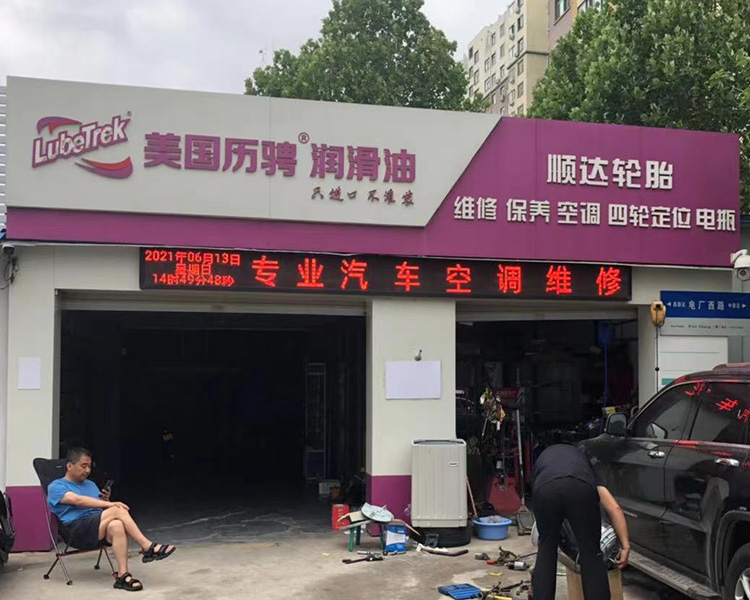 LubeTrek
美国历骋® 润滑油
只进口不灌装
顺达轮胎
维修 保养 空调 四轮定位 电瓶
2021年06月13日
星期日
14时49分48秒
专业汽车空调维修
电厂西路